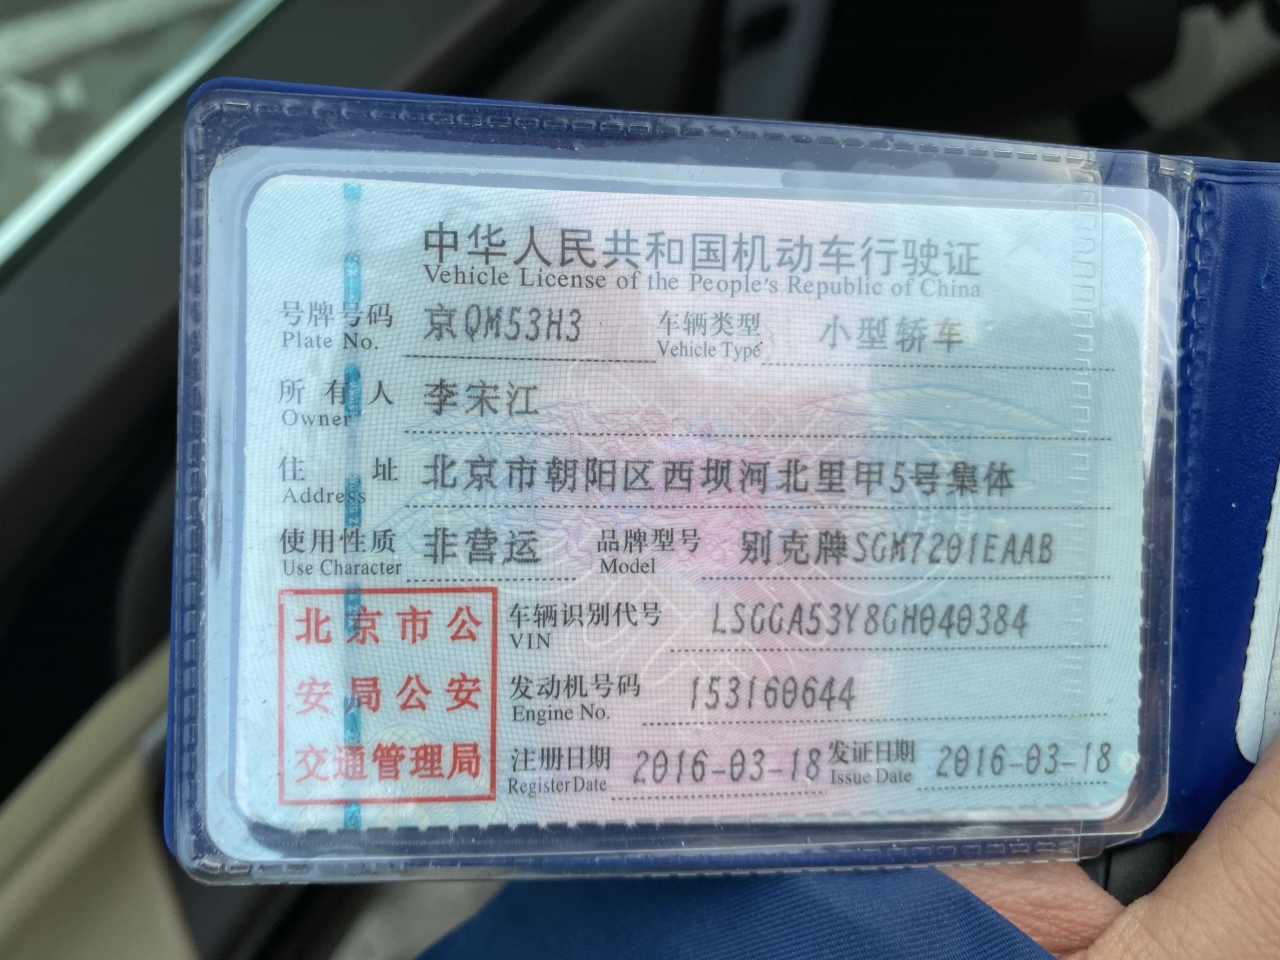 中华人民共和国机动车行驶证
Vehicle License of the People's Republic of China
号牌号码 京QM53H3 车辆类型 小型轿车
Plate No. Vehicle Type
所有人 李宋江
Owner
住址 北京市朝阳区西坝河北里甲5号集体
Address
使用性质 非营运 品牌型号 别克牌SGM7201EAAB
Use Character Model
北京市公
安局公安
交通管理局
车辆识别代号 LSGGA53Y8GH040384
VIN
发动机号码 153160644
Engine No.
注册日期 2016-03-18 发证日期 2016-03-18
Register Date Issue Date